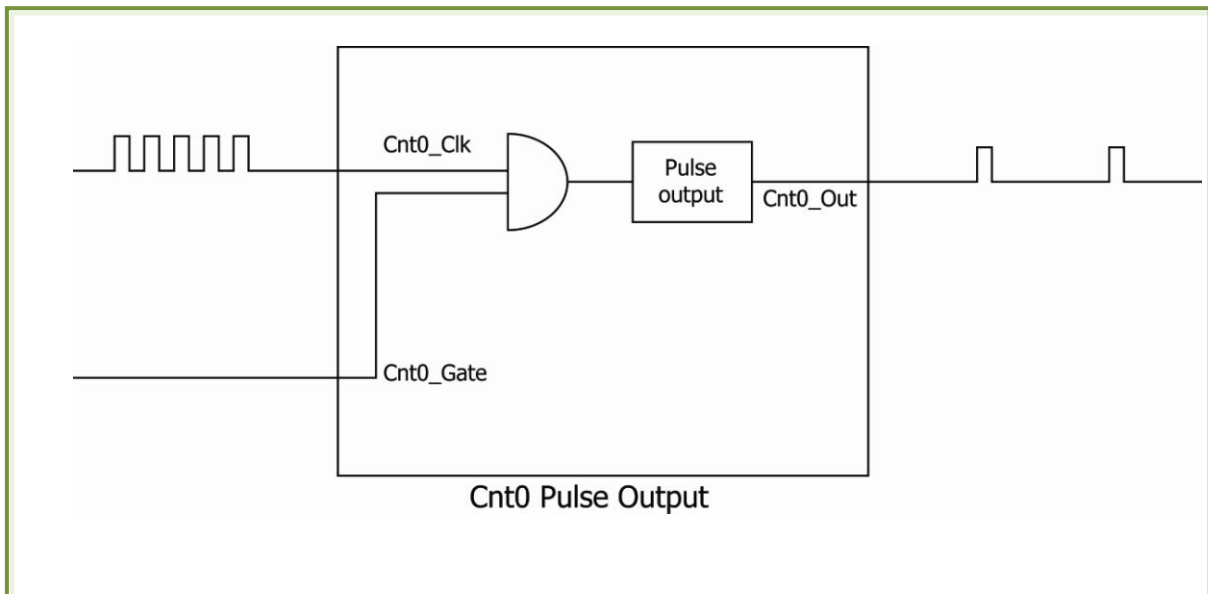 Cnt0_Clk
Pulse
output
Cnt0_Out
Cnt0_Gate
Cnt0 Pulse Output